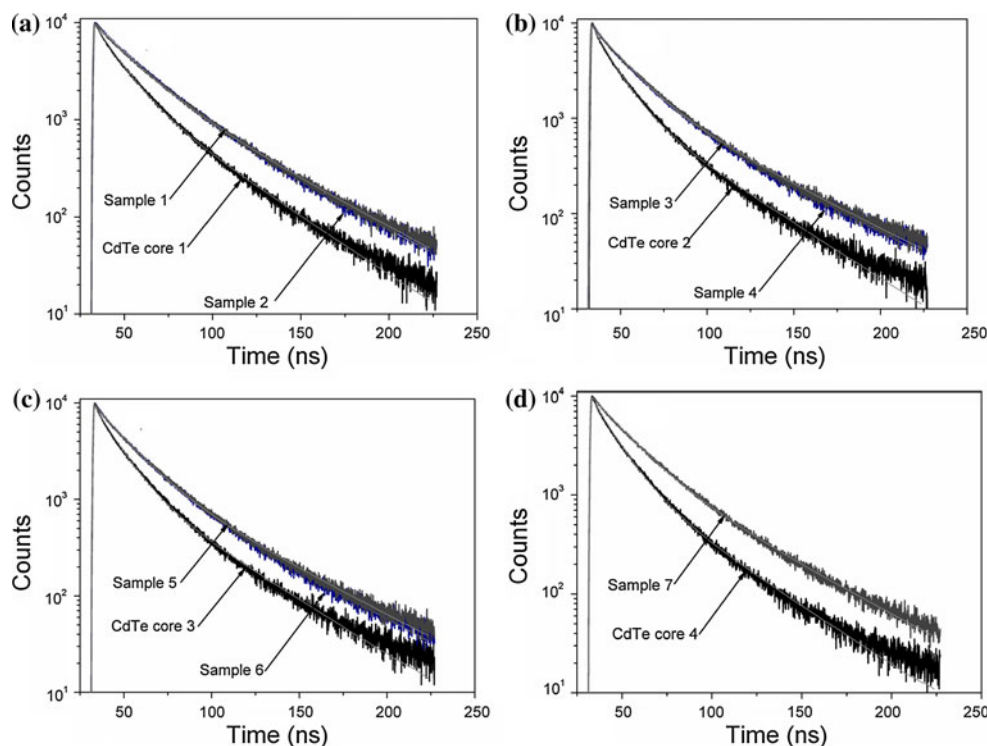 (a)
10⁴
10³
10²
10¹
Counts
Sample 1
CdTe core 1
Sample 2
50 100 150 200 250
Time (ns)
(b)
10⁴
10³
10²
10¹
Counts
Sample 3
CdTe core 2
Sample 4
50 100 150 200 250
Time (ns)
(c)
10⁴
10³
10²
10¹
Counts
Sample 5
CdTe core 3
Sample 6
50 100 150 200 250
Time (ns)
(d)
10⁴
10³
10²
10¹
Counts
Sample 7
CdTe core 4
50 100 150 200 250
Time (ns)